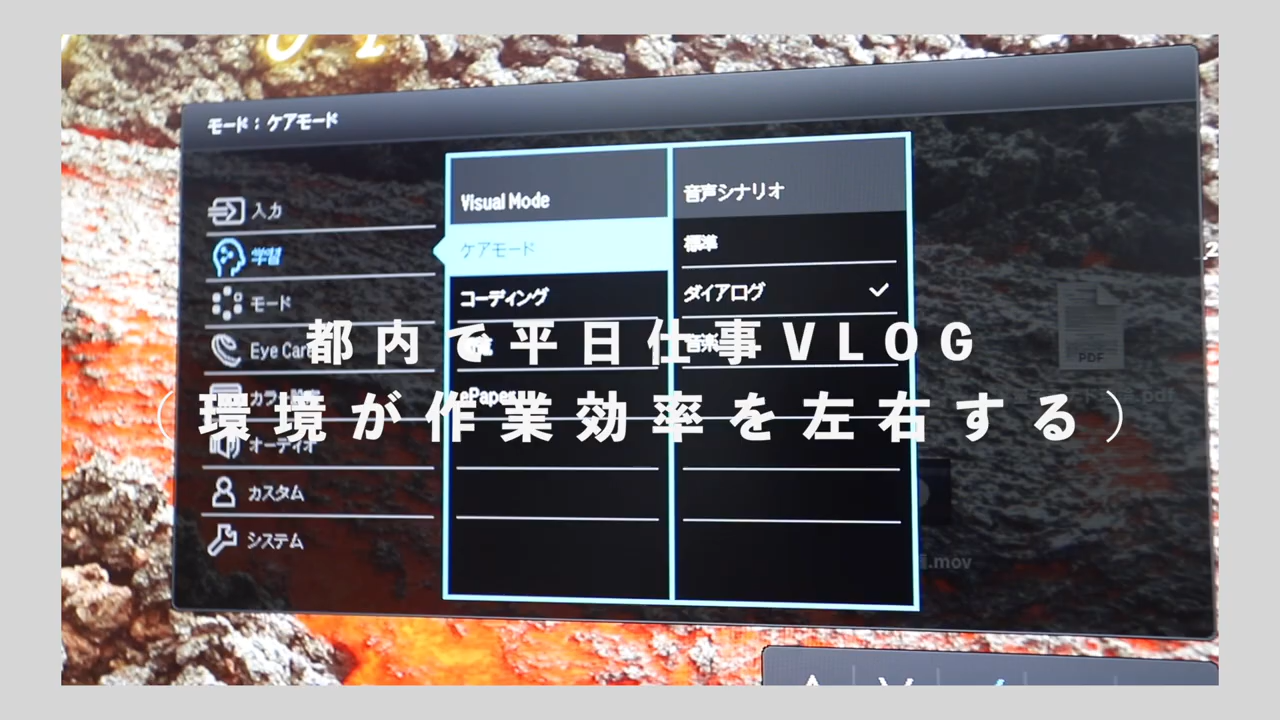 モード：ケアモード
入力
学習
モード
Eye Care
オーディオ
カスタム
システム
Visual Mode
ケアモード
コーディング
ePaper
音声シナリオ
標準
ダイアログ
音楽
都内で平日仕事VLOG
（環境が作業効率を左右する）
PDF
.mov